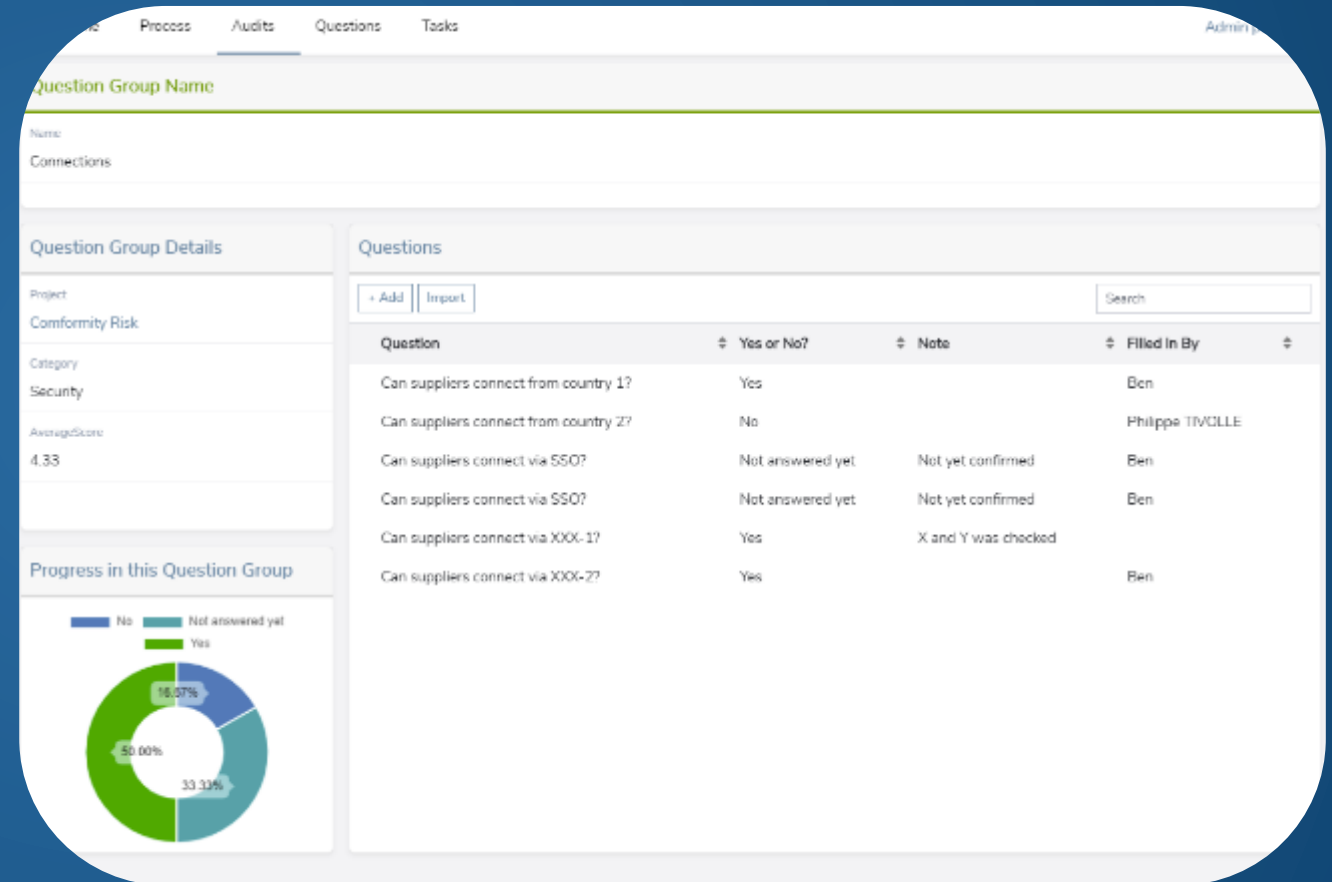 Process Audits Questions Tasks Admin
Question Group Name
Name
Connections
Question Group Details
Project
Comformity Risk
Category
Security
AverageScore
4.33
Questions
+ Add Import Search
Question Yes or No? Note Filled In By
Can suppliers connect from country 1? Yes Ben
Can suppliers connect from country 2? No Philippe TIVOLLE
Can suppliers connect via SSO? Not answered yet Not yet confirmed Ben
Can suppliers connect via SSO? Not answered yet Not yet confirmed Ben
Can suppliers connect via XXX-1? Yes X and Y was checked
Can suppliers connect via XXX-2? Yes Ben
Progress in this Question Group
No Not answered yet
Yes
16.67%
50.00%
33.33%